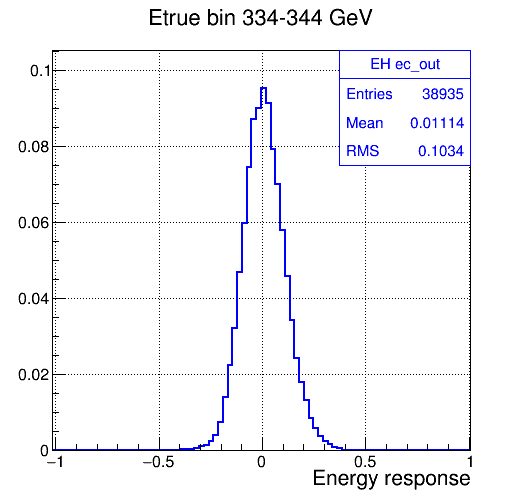 Etrue bin 334-344 GeV
EH ec_out
Entries 38935
Mean 0.01114
RMS 0.1034
0.1
0.08
0.06
0.04
0.02
0
−1 −0.5 0 0.5 1
Energy response